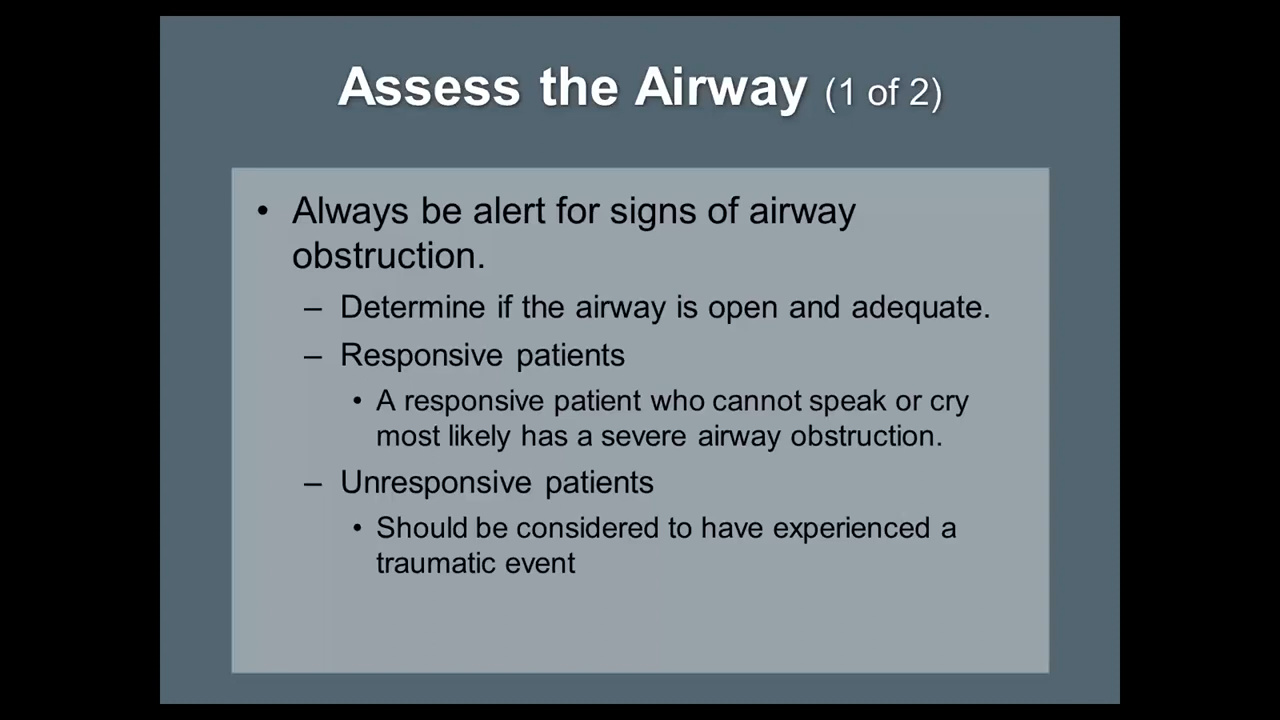 Assess the Airway (1 of 2)
• Always be alert for signs of airway
obstruction.
– Determine if the airway is open and adequate.
– Responsive patients
• A responsive patient who cannot speak or cry
most likely has a severe airway obstruction.
– Unresponsive patients
• Should be considered to have experienced a
traumatic event